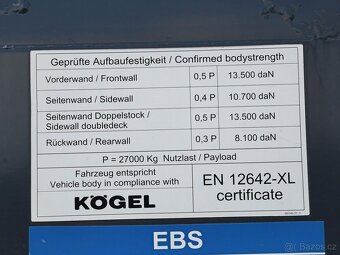 Geprüfte Aufbaufestigkeit / Confirmed bodystrength
Vorderwand / Frontwall 0,5 P 13.500 daN
Seitenwand / Sidewall 0,4 P 10.700 daN
Seitenwand Doppelstock / Sidewall doubledeck 0,5 P 13.500 daN
Rückwand / Rearwall 0,3 P 8.100 daN
P = 27000 Kg Nutzlast / Payload
Fahrzeug entspricht
Vehicle body in compliance with
KÖGEL
EN 12642-XL
certificate
EBS
Bazos.cz